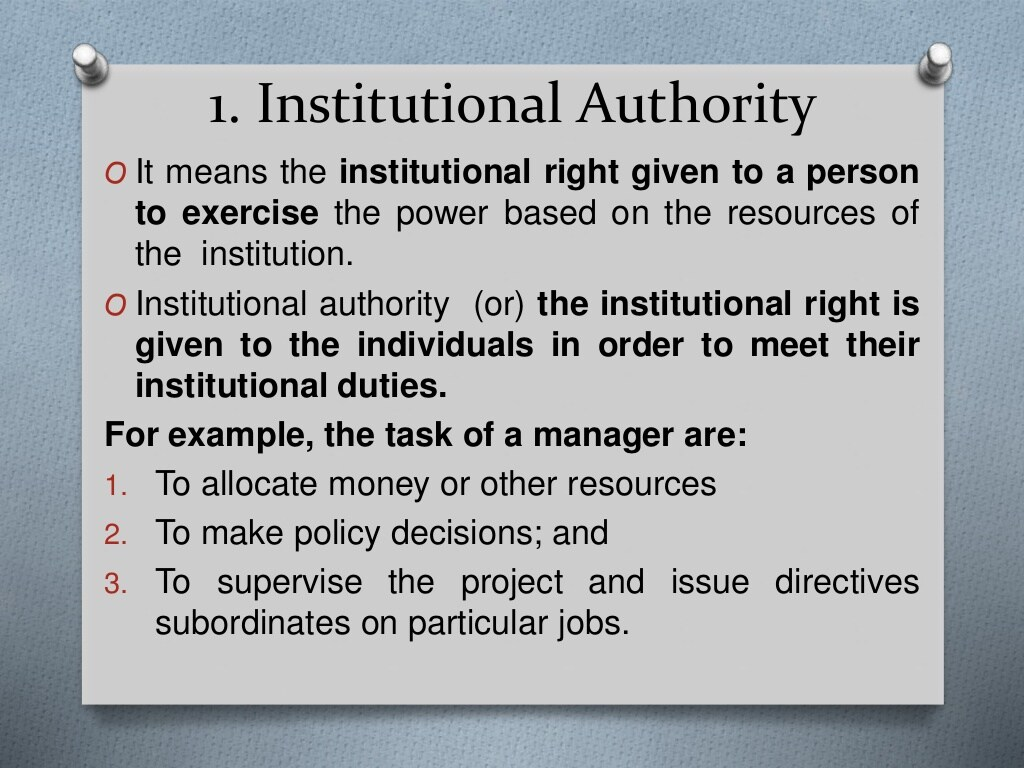 1. Institutional Authority
O It means the institutional right given to a person
to exercise the power based on the resources of
the institution.
O Institutional authority (or) the institutional right is
given to the individuals in order to meet their
institutional duties.
For example, the task of a manager are:
1. To allocate money or other resources
2. To make policy decisions; and
3. To supervise the project and issue directives
subordinates on particular jobs.